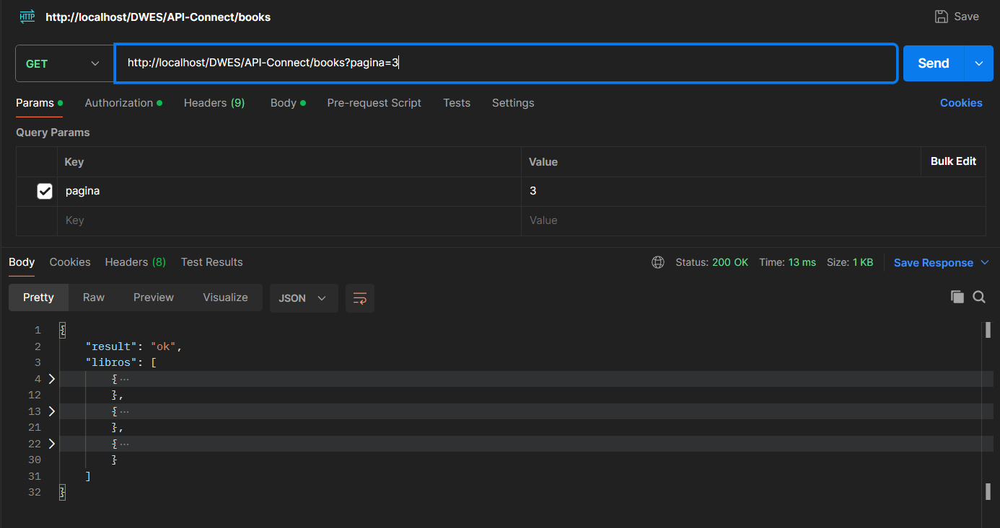 HTTP http://localhost/DWES/API-Connect/books Save
GET http://localhost/DWES/API-Connect/books?pagina=3 Send
Params Authorization Headers (9) Body Pre-request Script Tests Settings Cookies
Query Params
Key Value Bulk Edit
pagina 3
Key Value
Body Cookies Headers (8) Test Results Status: 200 OK Time: 13 ms Size: 1 KB Save Response
Pretty Raw Preview Visualize JSON
1 {
2 "result": "ok",
3 "libros": [
4 { ...
12 },
13 { ...
21 },
22 { ...
30 }
31 ]
32 }